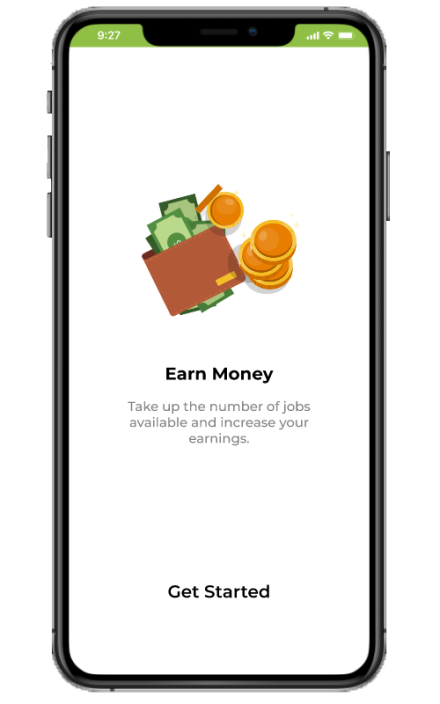 9:27
Earn Money
Take up the number of jobs
available and increase your
earnings.
Get Started